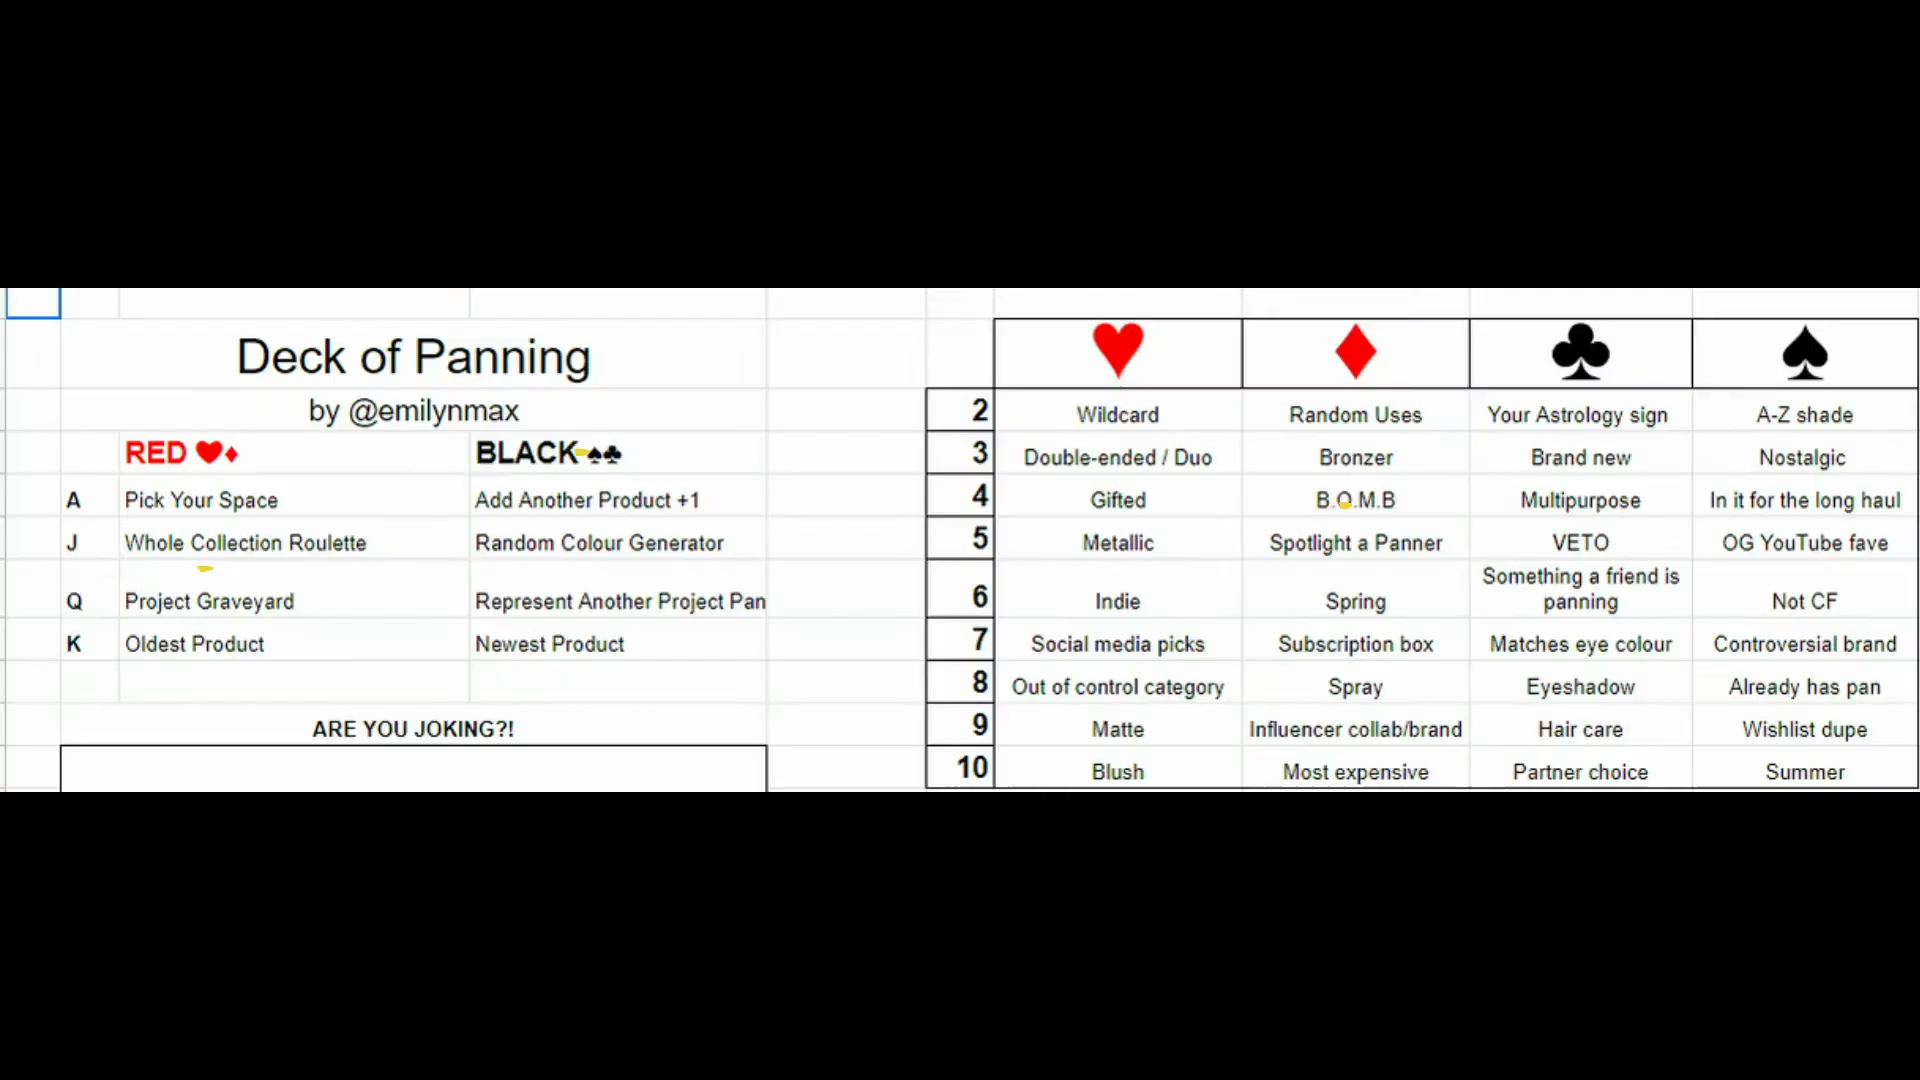 Deck of Panning
by @emilynmax
RED ♥♦ BLACK ♠♣
A Pick Your Space Add Another Product +1
J Whole Collection Roulette Random Colour Generator
Q Project Graveyard Represent Another Project Pan
K Oldest Product Newest Product
ARE YOU JOKING?!
♥ ♦ ♣ ♠
2 Wildcard Random Uses Your Astrology sign A-Z shade
3 Double-ended / Duo Bronzer Brand new Nostalgic
4 Gifted B.O.M.B Multipurpose In it for the long haul
5 Metallic Spotlight a Panner VETO OG YouTube fave
6 Indie Spring Something a friend is panning Not CF
7 Social media picks Subscription box Matches eye colour Controversial brand
8 Out of control category Spray Eyeshadow Already has pan
9 Matte Influencer collab/brand Hair care Wishlist dupe
10 Blush Most expensive Partner choice Summer